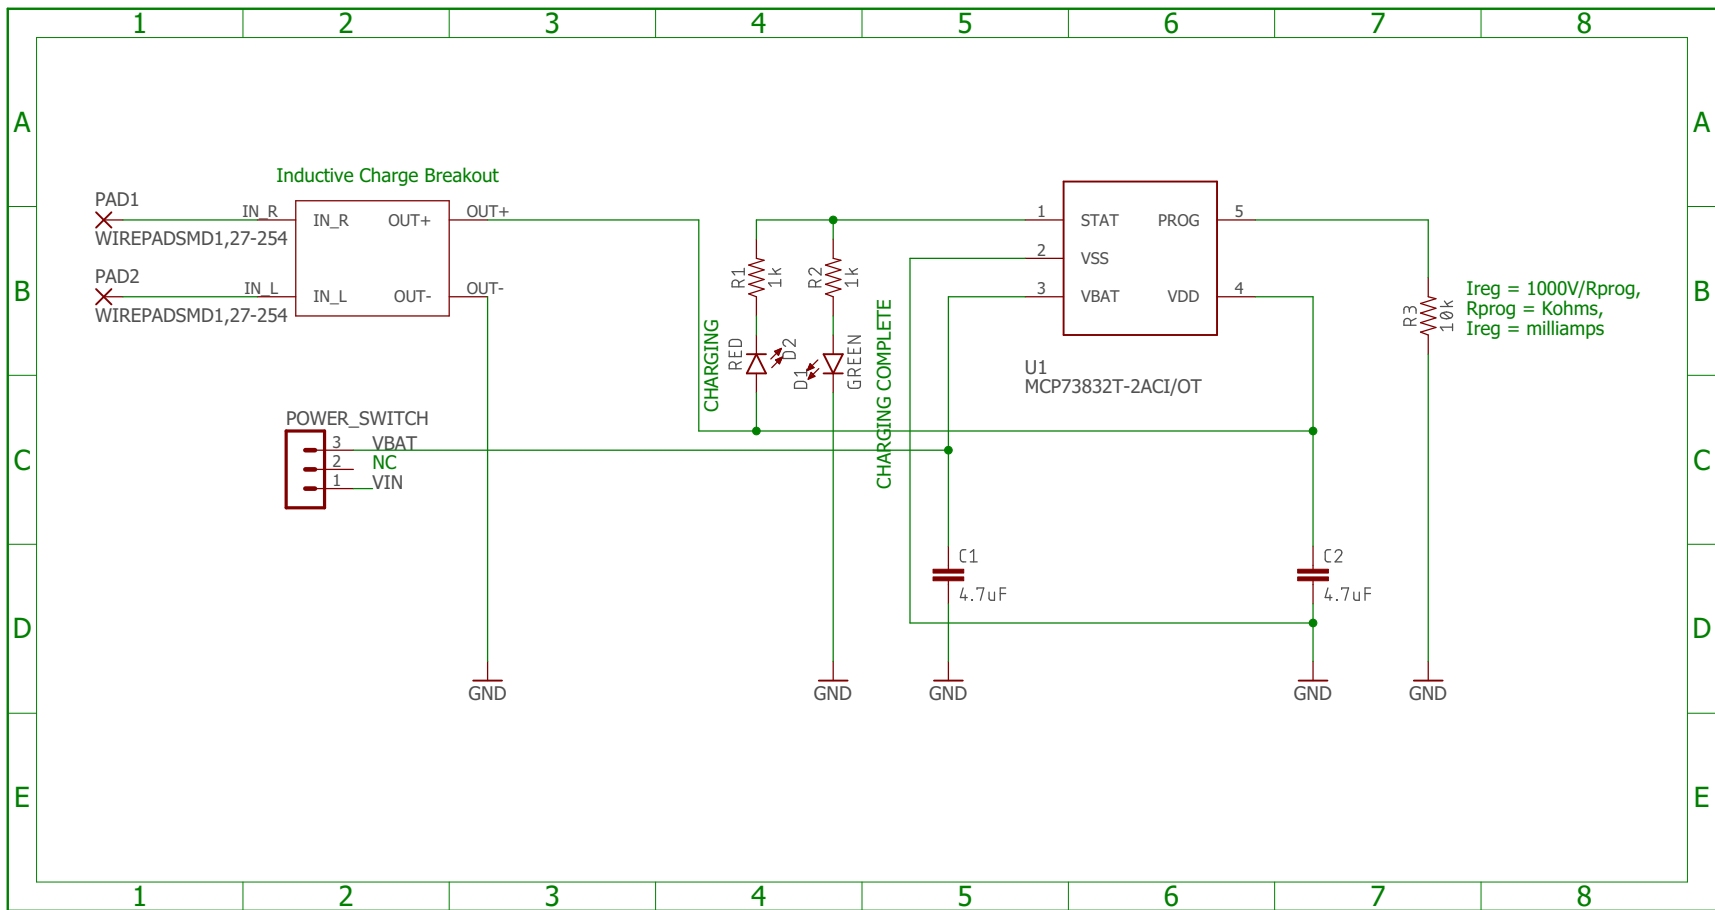 1 2 3 4 5 6 7 8
A A
Inductive Charge Breakout
PAD1
WIREPADSMD1,27-254
PAD2
WIREPADSMD1,27-254
IN_R
IN_L
IN_R OUT+
IN_L OUT-
OUT+
OUT-
B B
R1
1k
R2
1k
RED
D2
D1
GREEN
CHARGING
CHARGING COMPLETE
1 STAT PROG 5
2 VSS
3 VBAT VDD 4
U1
MCP73832T-2ACI/OT
R3
10k
Ireg = 1000V/Rprog,
Rprog = Kohms,
Ireg = milliamps
POWER_SWITCH
3 VBAT
2 NC
1 VIN
C C
C1
4.7uF
C2
4.7uF
D D
GND GND GND GND GND
E E
1 2 3 4 5 6 7 8